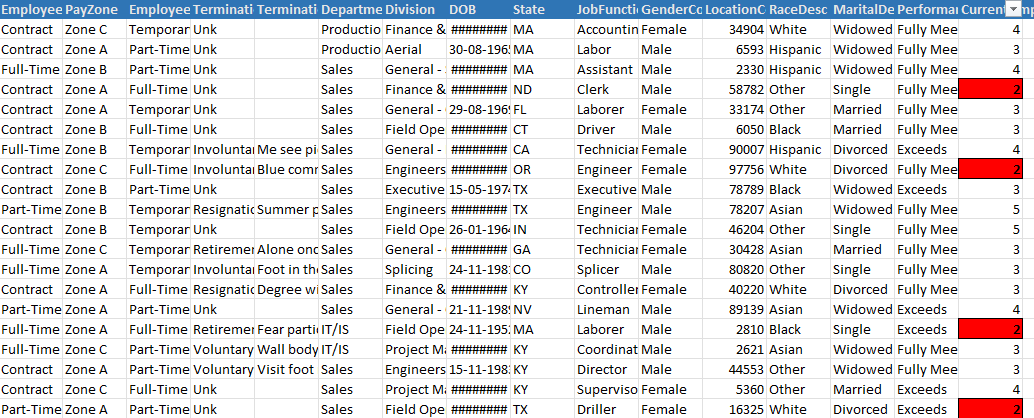 Employee PayZone Employee Terminati Terminati Departme Division DOB State JobFuncti GenderCo LocationC RaceDesc MaritalDe Performa Current mp
Contract Zone C Temporar Unk Productio Finance & ######## MA Accountin Female 34904 White Widowed Fully Mee 4
Contract Zone A Part-Time Unk Productio Aerial 30-08-196 MA Labor Male 6593 Hispanic Widowed Fully Mee 3
Full-Time Zone B Part-Time Unk Sales General - ######## MA Assistant Male 2330 Hispanic Widowed Fully Mee 4
Contract Zone A Full-Time Unk Sales Finance & ######## ND Clerk Male 58782 Other Single Fully Mee 2
Contract Zone A Temporar Unk Sales General - 29-08-196 FL Laborer Female 33174 Other Married Fully Mee 3
Contract Zone B Full-Time Unk Sales Field Ope ######## CT Driver Male 6050 Black Married Fully Mee 3
Full-Time Zone B Full-Time Involuntar Me see pi Sales General - ######## CA Technician Female 90007 Hispanic Divorced Exceeds 4
Contract Zone C Full-Time Involuntar Blue comm Sales Engineers ######## OR Engineer Female 97756 White Divorced Fully Mee 2
Contract Zone B Part-Time Unk Sales Executive 15-05-1974 TX Executive Male 78789 Black Widowed Exceeds 3
Part-Time Zone B Temporar Resignatio Summer p Sales Engineers ######## TX Engineer Male 78207 Asian Widowed Fully Mee 5
Contract Zone B Temporar Unk Sales Field Ope 26-01-196 IN Technician Female 46204 Other Single Fully Mee 5
Full-Time Zone C Temporar Retiremen Alone onc Sales General - ######## GA Technician Female 30428 Asian Married Fully Mee 3
Full-Time Zone A Temporar Involuntar Foot in th Sales Splicing 24-11-198 CO Splicer Male 80820 Other Single Fully Mee 3
Contract Zone A Full-Time Resignatio Degree wi Sales Finance & ######## KY Controller Female 40220 White Divorced Fully Mee 3
Part-Time Zone A Part-Time Unk Sales General - 21-11-198 NV Lineman Male 89139 Asian Widowed Exceeds 4
Full-Time Zone A Full-Time Retiremen Fear partic IT/IS Field Ope 24-11-195 MA Laborer Male 2810 Black Single Exceeds 2
Full-Time Zone C Part-Time Voluntary Wall body IT/IS Project Ma ######## KY Coordinat Male 2621 Asian Widowed Fully Mee 3
Contract Zone A Part-Time Voluntary Visit foot Sales Engineers 15-11-198 KY Director Male 44553 Other Widowed Fully Mee 3
Contract Zone C Full-Time Unk Sales Project Ma ######## KY Superviso Female 5360 Other Married Exceeds 4
Part-Time Zone A Part-Time Unk Sales Field Ope ######## TX Driller Female 16325 White Divorced Exceeds 2